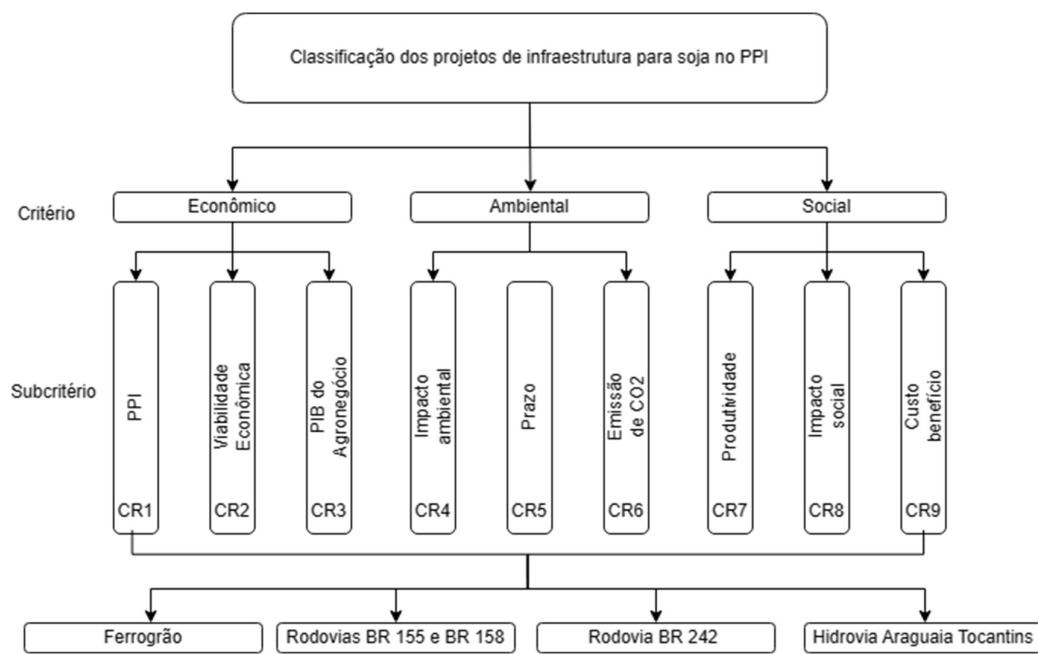 Classificação dos projetos de infraestrutura para soja no PPI
Critério
Econômico
Ambiental
Social
Subcritério
PPI
CR1
Viabilidade
Econômica
CR2
PIB do
Agronegócio
CR3
Impacto
ambiental
CR4
Prazo
CR5
Emissão
de CO2
CR6
Produtividade
CR7
Impacto
social
CR8
Custo
benefício
CR9
Ferrogrão
Rodovias BR 155 e BR 158
Rodovia BR 242
Hidrovia Araguaia Tocantins